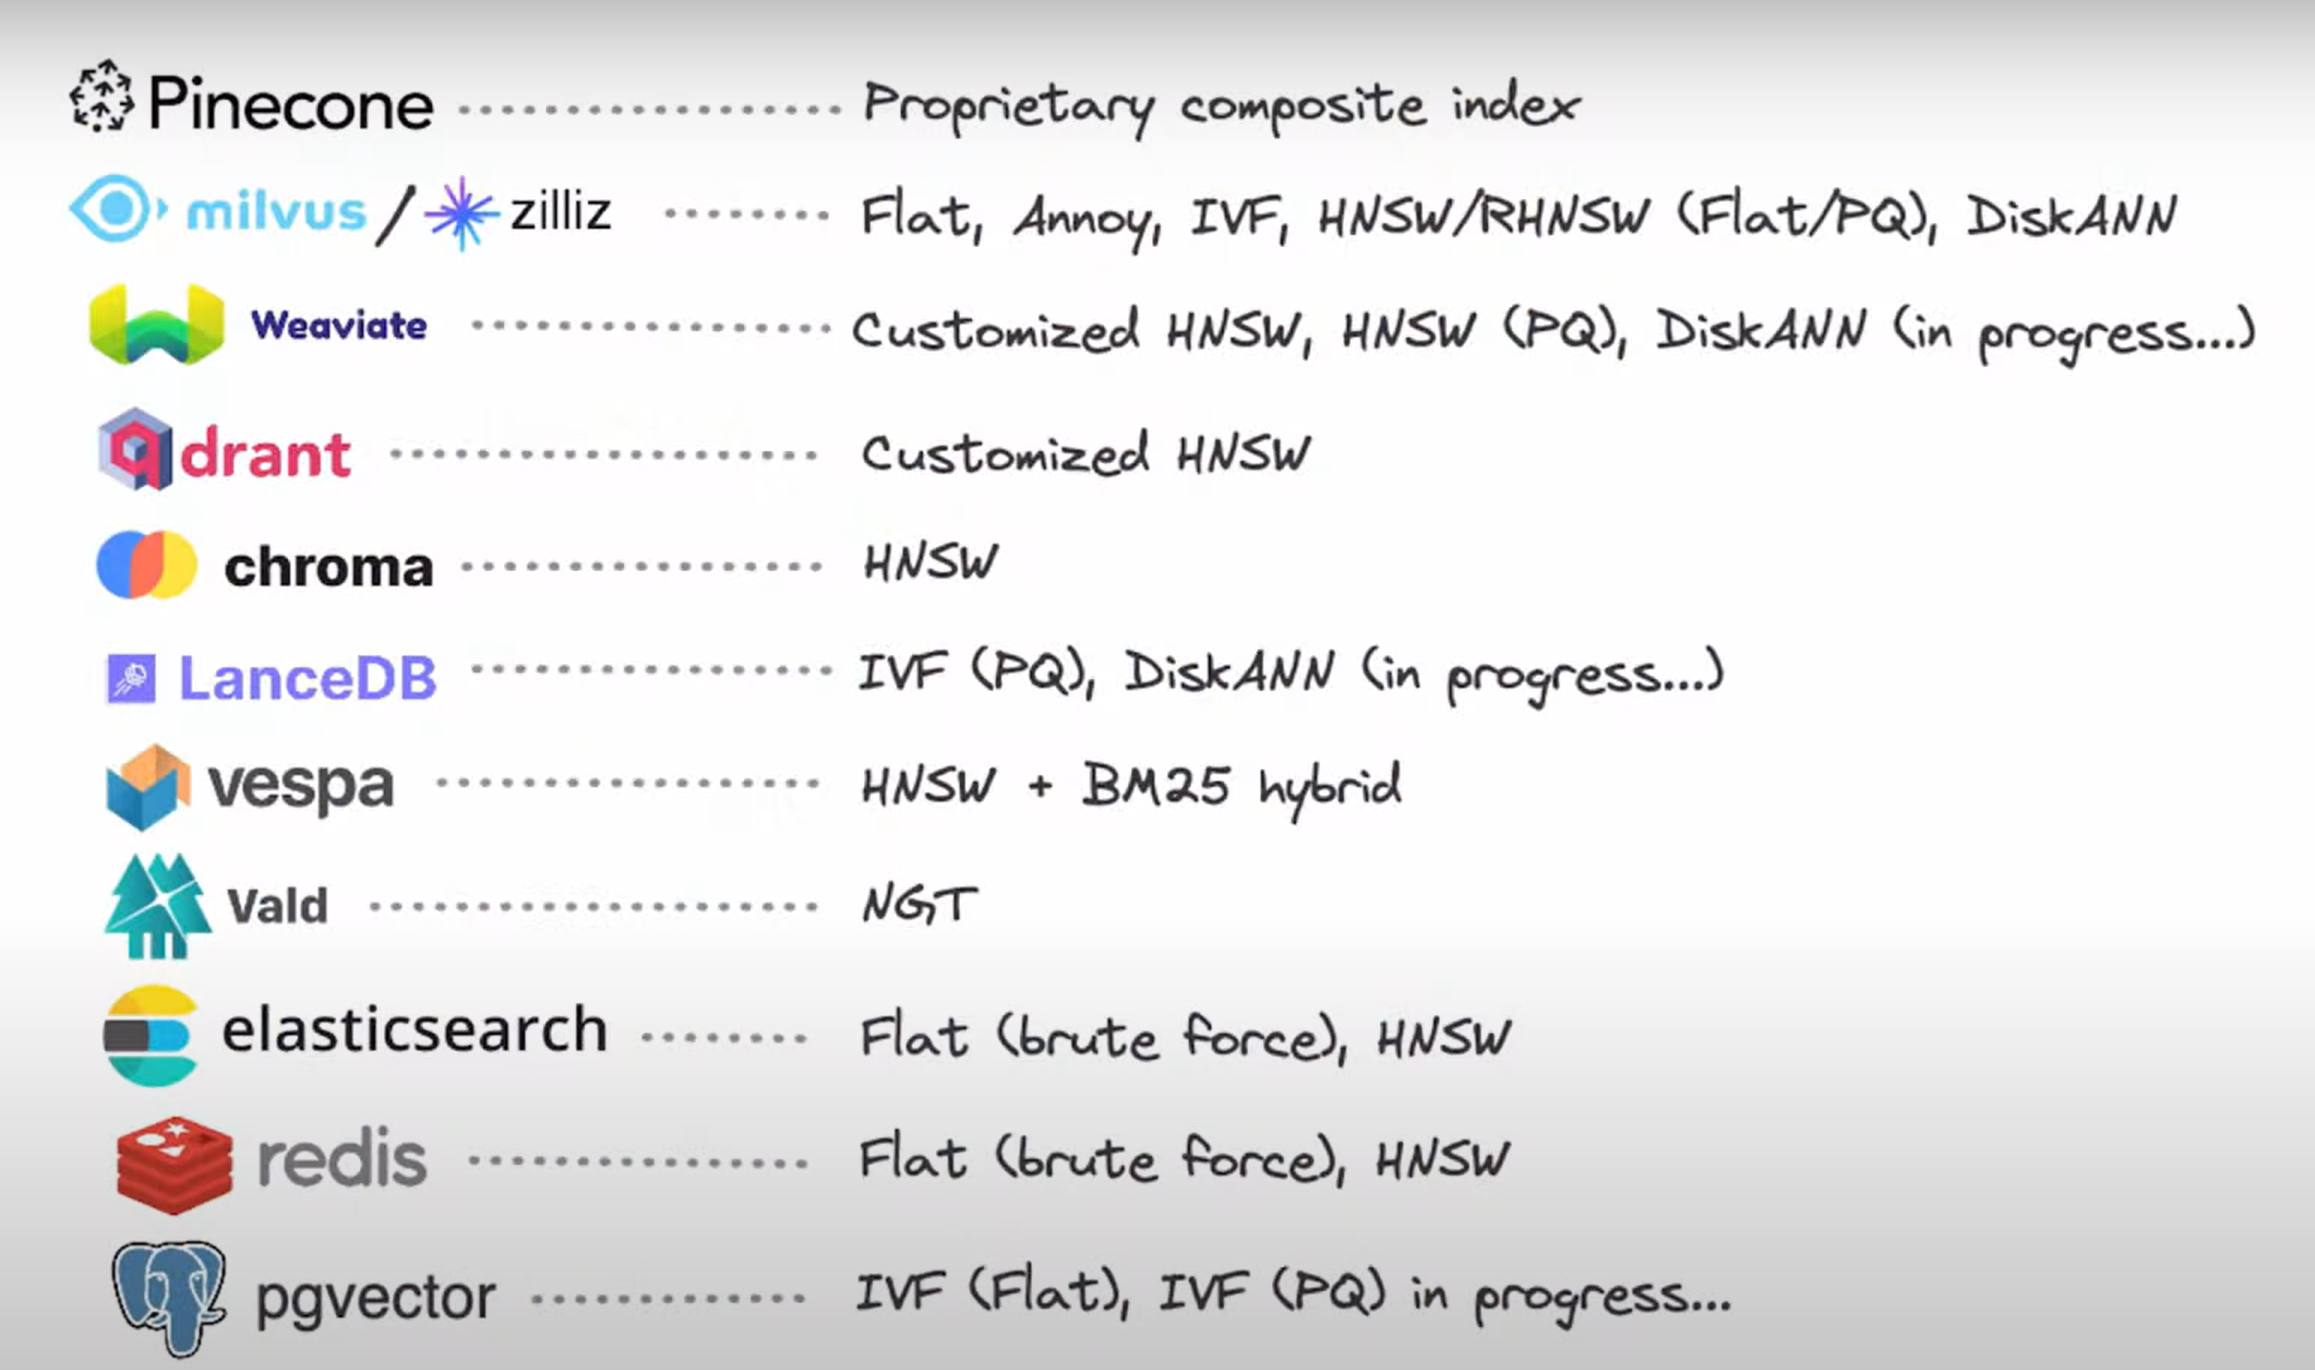 Pinecone Proprietary composite index
milvus / zilliz Flat, Annoy, IVF, HNSW/RHNSW (Flat/PQ), DiskANN
Weaviate Customized HNSW, HNSW (PQ), DiskANN (in progress...)
qdrant Customized HNSW
chroma HNSW
LanceDB IVF (PQ), DiskANN (in progress...)
vespa HNSW + BM25 hybrid
Vald NGT
elasticsearch Flat (brute force), HNSW
redis Flat (brute force), HNSW
pgvector IVF (Flat), IVF (PQ) in progress...